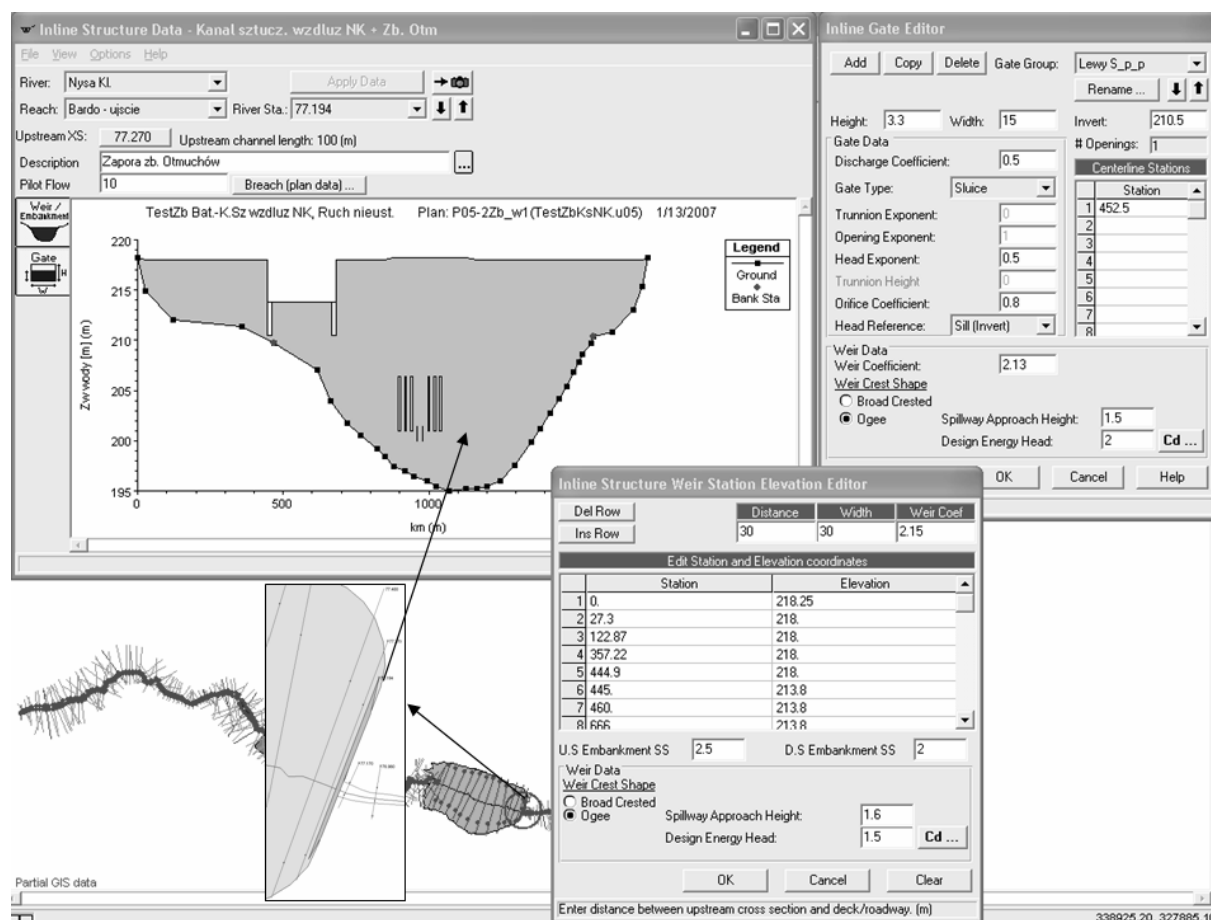 Inline Structure Data - Kanal sztucz. wzdluz NK + Zb. Otm
File View Options Help
River: Nysa Kl. Apply Data
Reach: Bardo - ujscie River Sta.: 77.194
Upstream XS: 77.270 Upstream channel length: 100 (m)
Description Zapora zb. Otmuchów ...
Pilot Flow 10 Breach (plan data) ...
Weir / Embankment
Gate
H
W
TestZb Bat.-K.Sz wzdluz NK, Ruch nieust. Plan: P05-2Zb_w1(TestZbKsNK.u05) 1/13/2007
Legend
Ground
Bank Sta
Zw wody [m] (m)
220
215
210
205
200
195
0 500 1000
km (m)
Inline Gate Editor
Add Copy Delete Gate Group: Lewy S_p_p
Rename ...
Height: 3.3 Width: 15 Invert: 210.5
Gate Data # Openings: 1
Discharge Coefficient: 0.5 Centerline Stations
Gate Type: Sluice Station
Trunnion Exponent: 0 1 452.5
Opening Exponent: 1 2
Head Exponent: 0.5 3
4
Trunnion Height 0 5
6
Orifice Coefficient: 0.8 7
Head Reference: Sill (Invert) 8
Weir Data
Weir Coefficient: 2.13
Weir Crest Shape
Broad Crested
Ogee Spillway Approach Height: 1.5
Design Energy Head: 2 Cd ...
OK Cancel Help
Inline Structure Weir Station Elevation Editor
Del Row Distance Width Weir Coef
Ins Row 30 30 2.15
Edit Station and Elevation coordinates
Station Elevation
1 0. 218.25
2 27.3 218.
3 122.87 218.
4 357.22 218.
5 444.9 218.
6 445. 213.8
7 460. 213.8
8 666. 213.8
U.S Embankment SS 2.5 D.S Embankment SS 2
Weir Data
Weir Crest Shape
Broad Crested
Ogee Spillway Approach Height: 1.6
Design Energy Head: 1.5 Cd ...
OK Cancel Clear
Enter distance between upstream cross section and deck/roadway. (m)
Partial GIS data